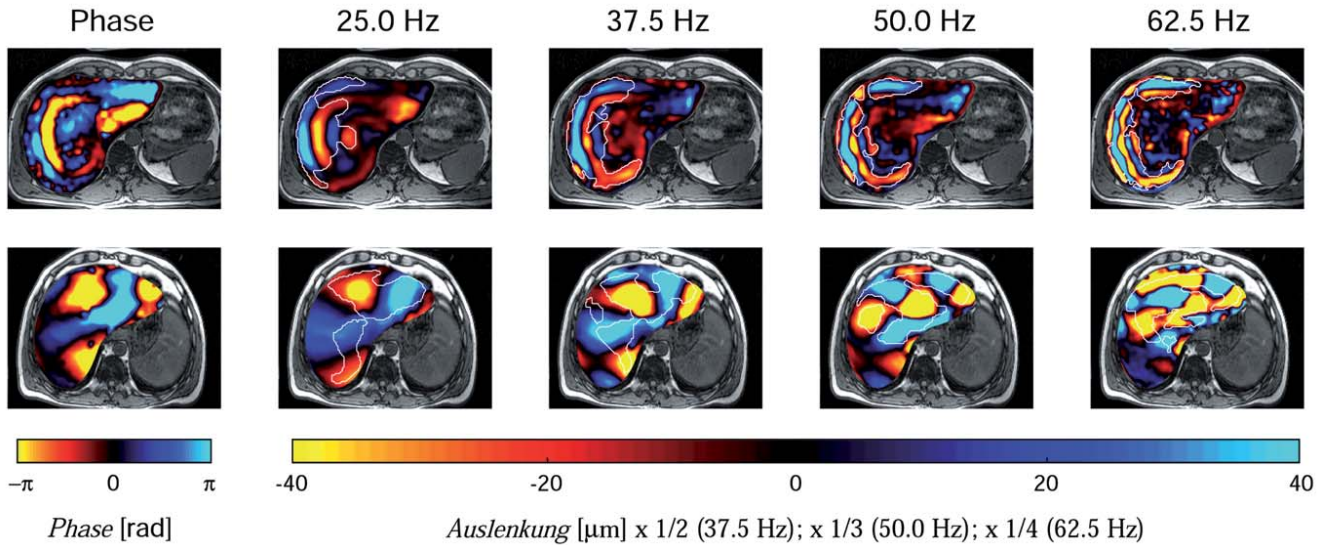 Phase 25.0 Hz 37.5 Hz 50.0 Hz 62.5 Hz
−π 0 π -40 -20 0 20 40
Phase [rad] Auslenkung [µm] x 1/2 (37.5 Hz); x 1/3 (50.0 Hz); x 1/4 (62.5 Hz)